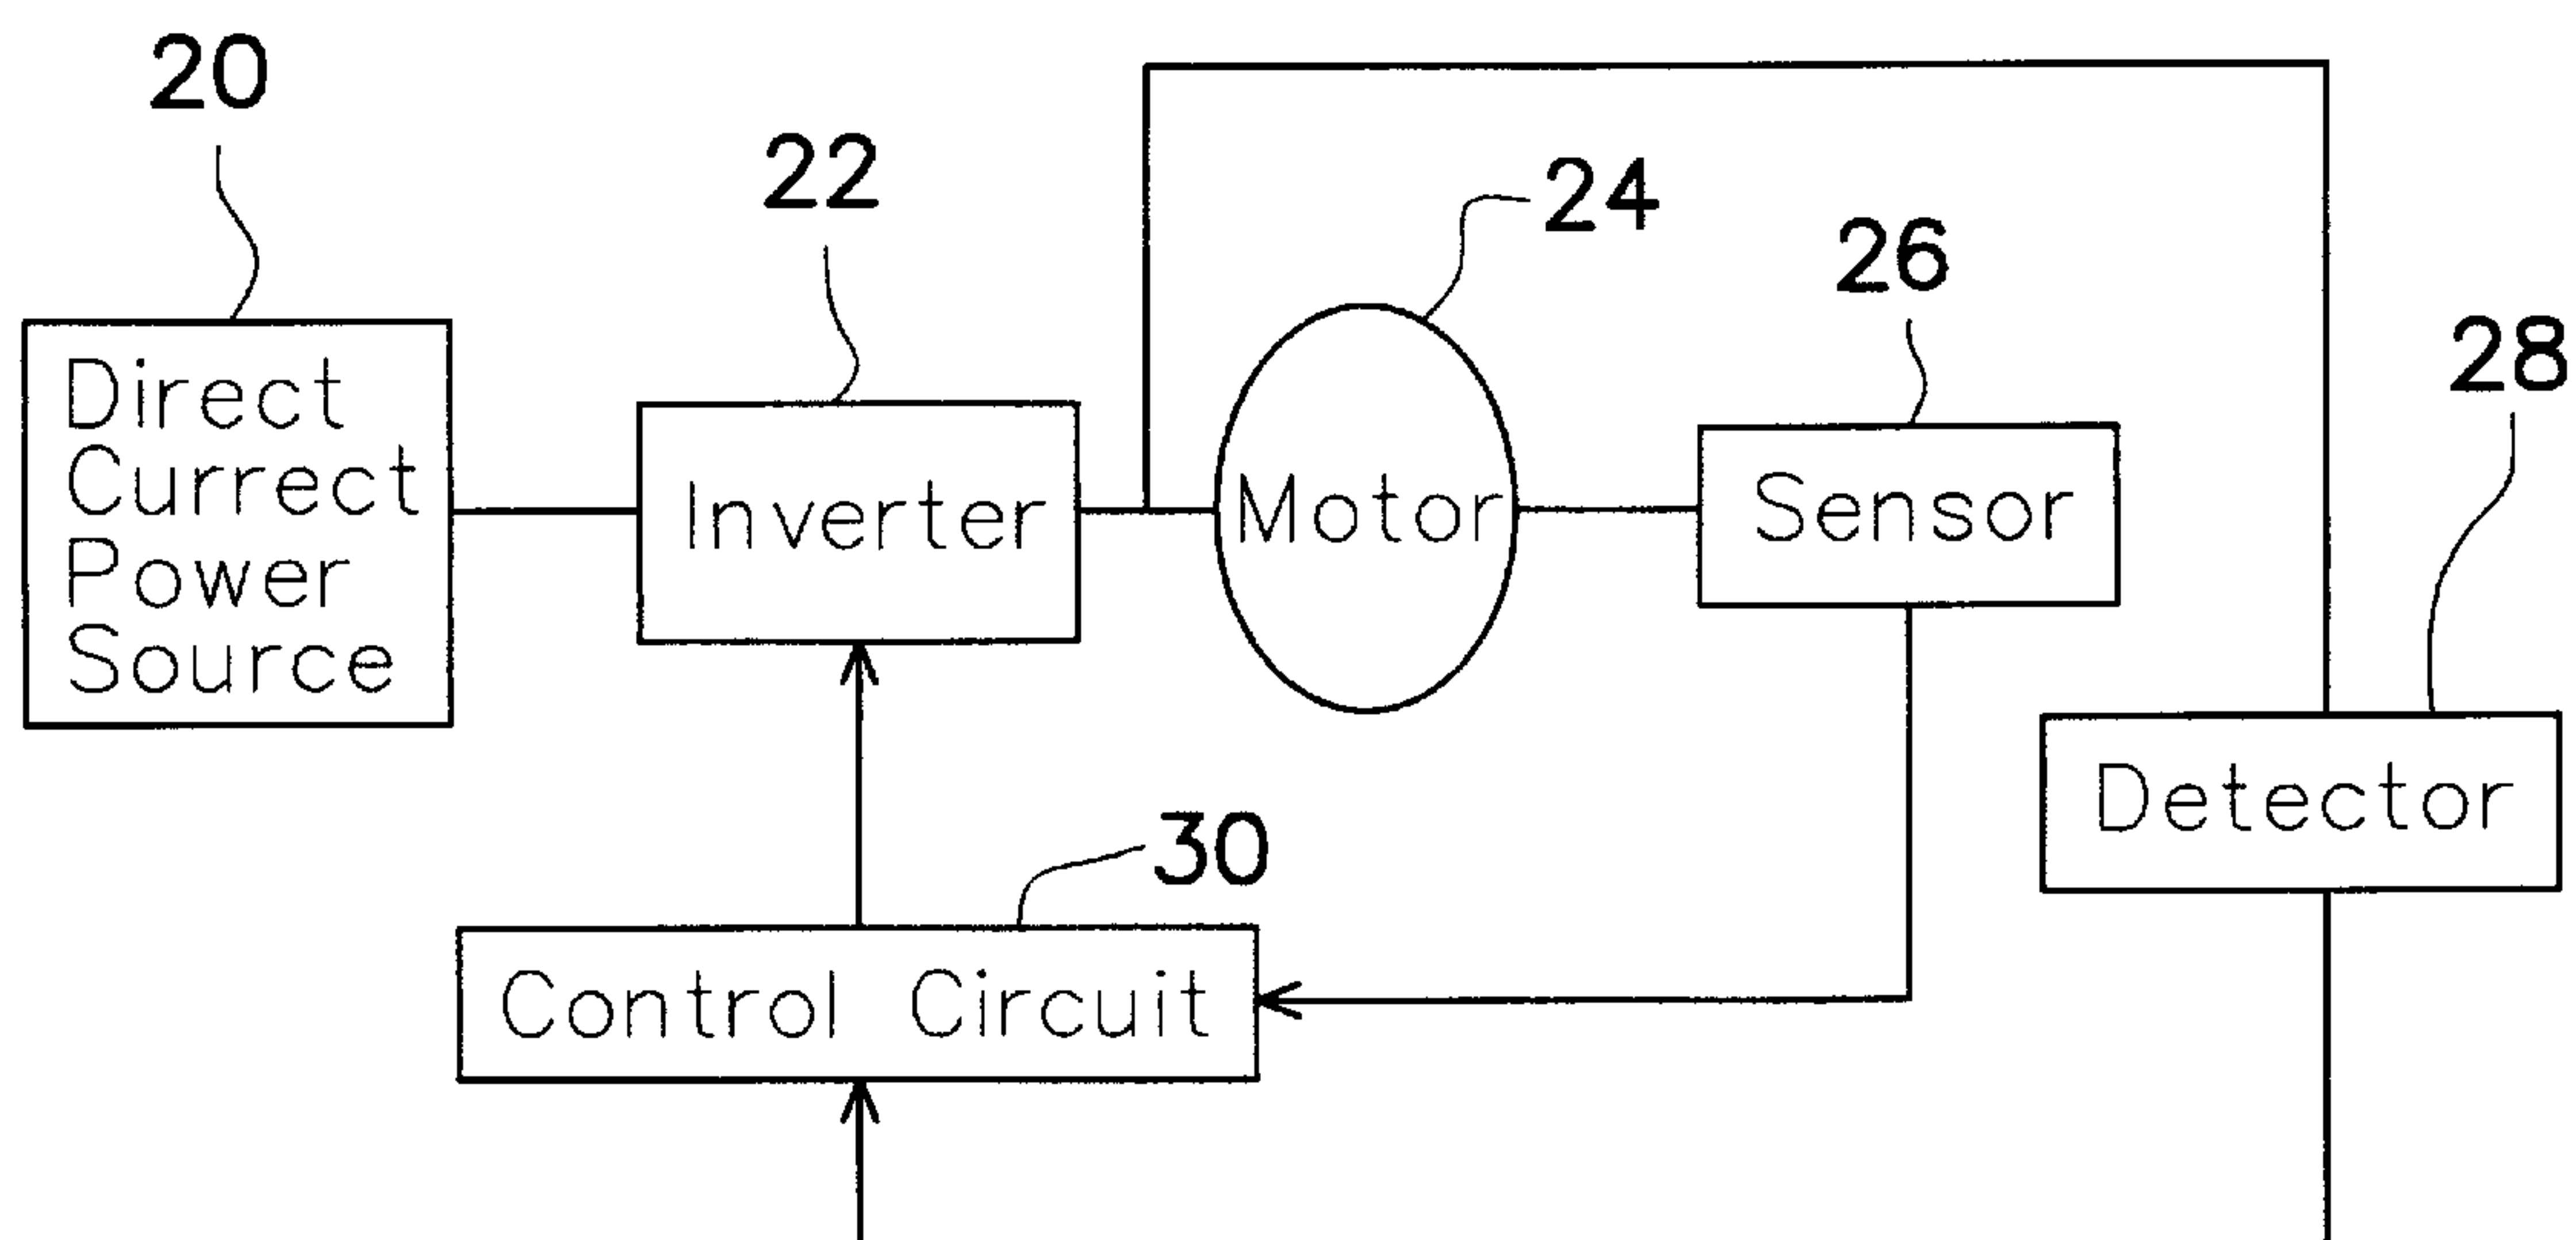 20
22
24
26
28
Direct
Currect
Power
Source
Inverter
Motor
Sensor
Detector
30
Control Circuit